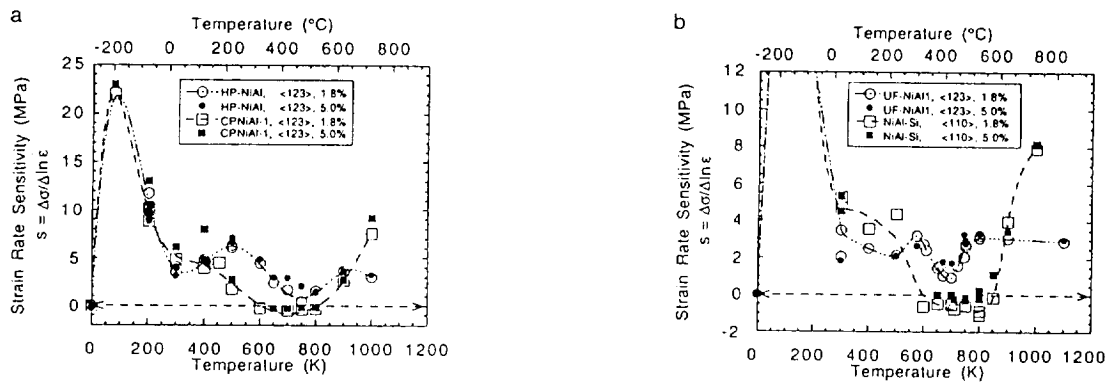 a
Temperature (°C)
-200 0 200 400 600 800
Strain Rate Sensitivity (MPa)
s = Δσ/Δln ε
25
20
15
10
5
0
HP-NiAl, <123>, 1.8%
HP-NiAl, <123>, 5.0%
CPNiAl-1, <123>, 1.8%
CPNiAl-1, <123>, 5.0%
0 200 400 600 800 1000 1200
Temperature (K)
b
Temperature (°C)
-200 0 200 400 600 800
Strain Rate Sensitivity (MPa)
s = Δσ/Δln ε
12
10
8
6
4
2
0
-2
UF-NiAl1, <123>, 1.8%
UF-NiAl1, <123>, 5.0%
NiAl-Si, <110>, 1.8%
NiAl-Si, <110>, 5.0%
0 200 400 600 800 1000 1200
Temperature (K)